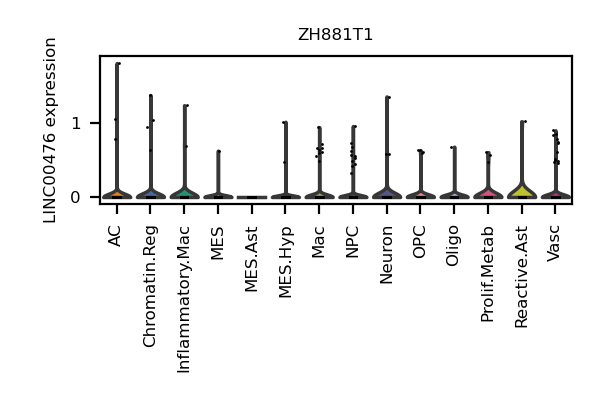 ZH881T1
LINC00476 expression
1
0
AC
Chromatin.Reg
Inflammatory.Mac
MES
MES.Ast
MES.Hyp
Mac
NPC
Neuron
OPC
Oligo
Prolif.Metab
Reactive.Ast
Vasc